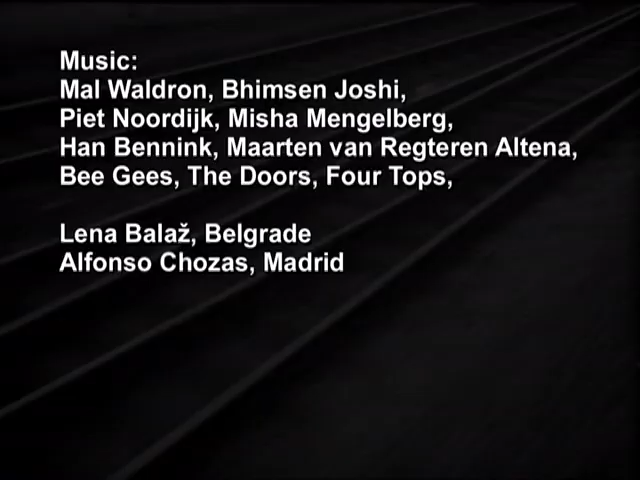 Music:
Mal Waldron, Bhimsen Joshi,
Piet Noordijk, Misha Mengelberg,
Han Bennink, Maarten van Regteren Altena,
Bee Gees, The Doors, Four Tops,
Lena Balaž, Belgrade
Alfonso Chozas, Madrid